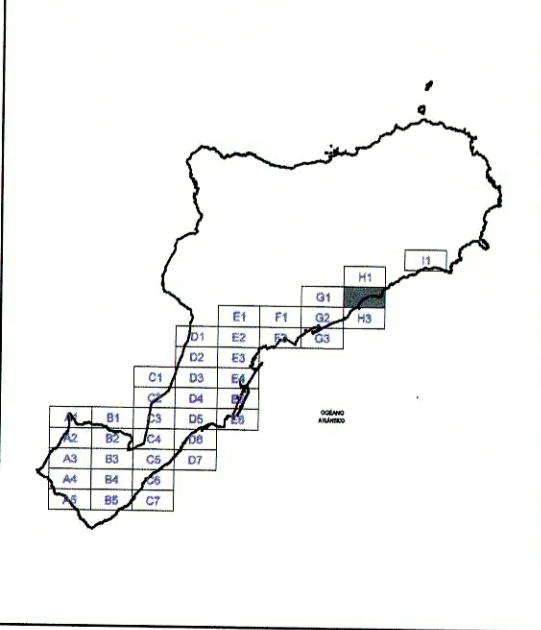 I1
H1
G1
E1 F1 G2 H3
D1 E2 F2 G3
D2 E3
C1 D3 E4
C2 D4
A1 B1 C3 D5 E6
A2 B2 C4 D6
A3 B3 C5 D7
A4 B4 C6
A5 B5 C7
OCÉANO
ATLÁNTICO